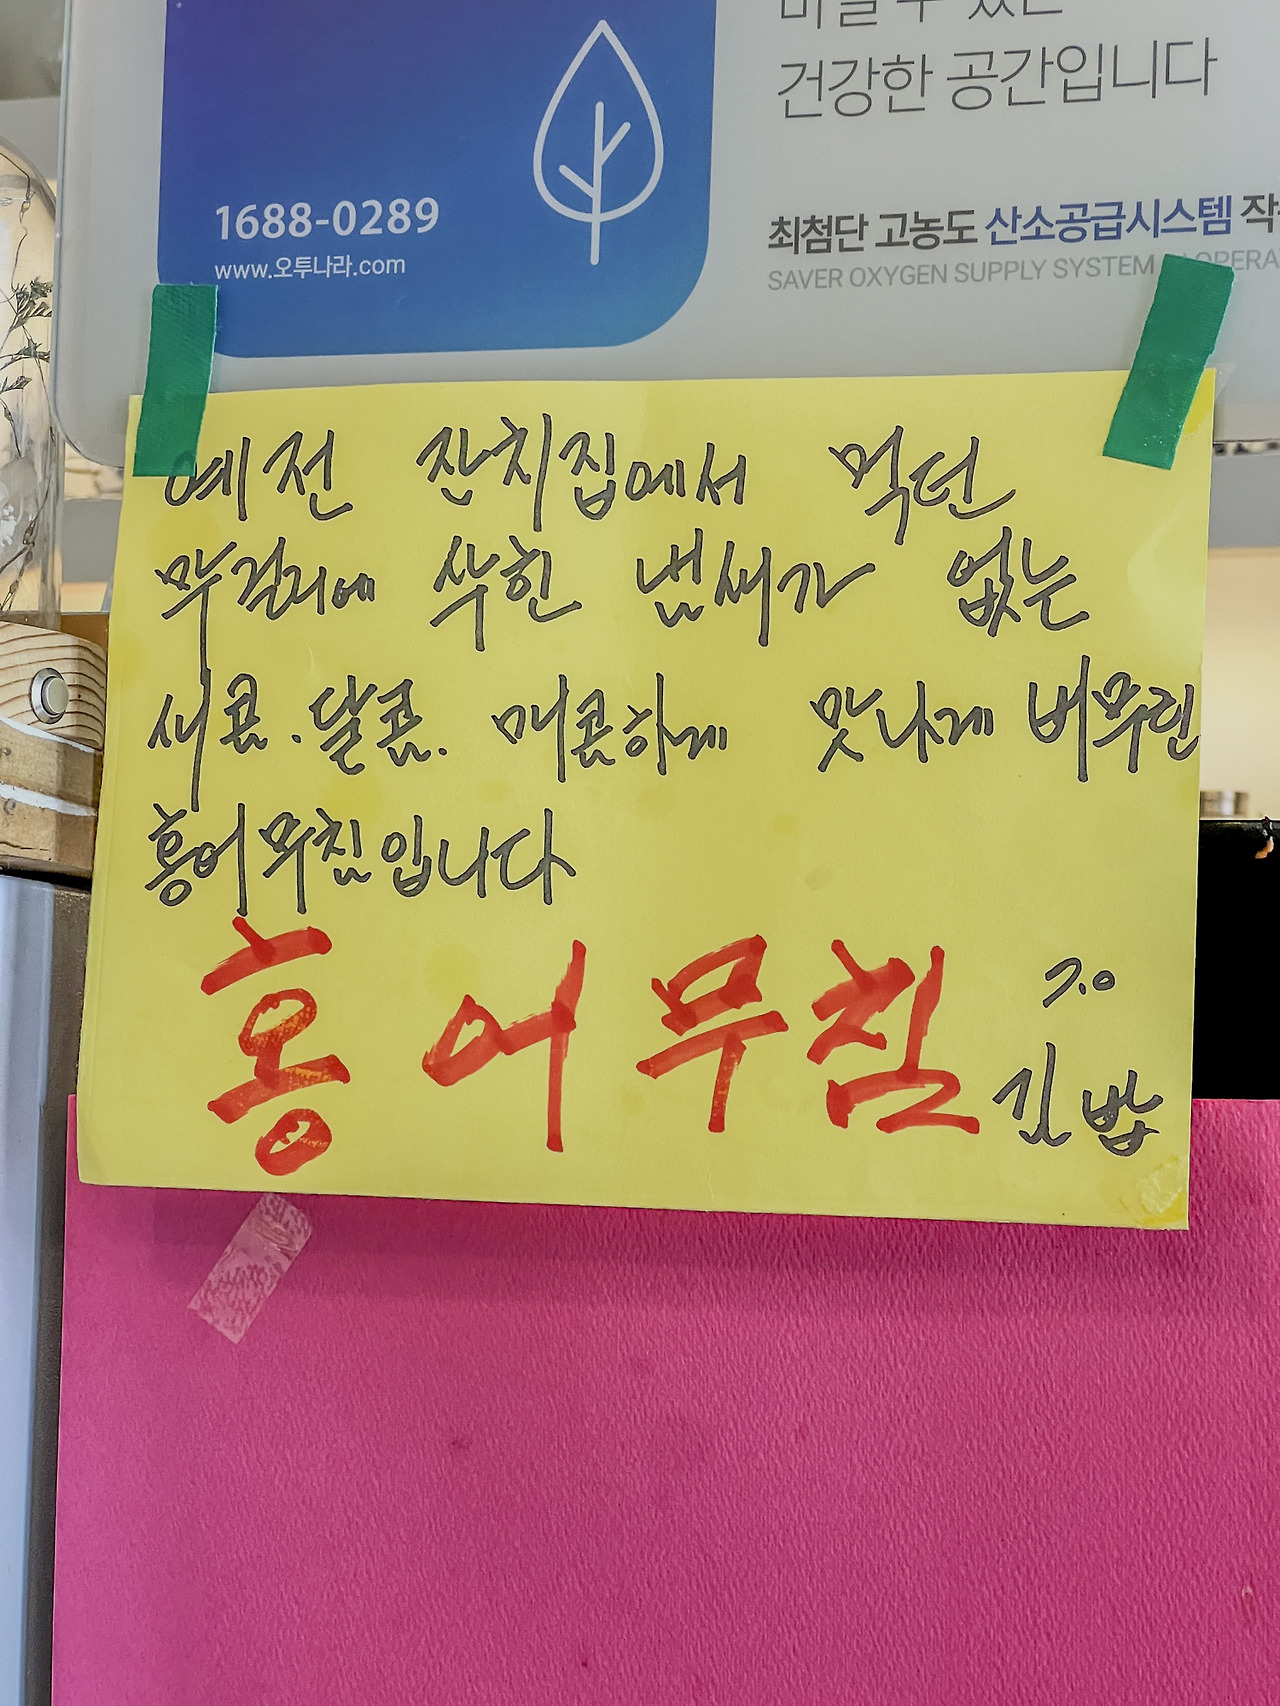 건강한 공간입니다
1688-0289
www.오투나라.com
최첨단 고농도 산소공급시스템 작
SAVER OXYGEN SUPPLY SYSTEM
예전 잔치집에서 먹던
막걸리에 삭힌 냄새가 없는
새콤.달콤. 매콤하게 맛나게 버무린
홍어무침입니다
홍어무침
7.0
김밥